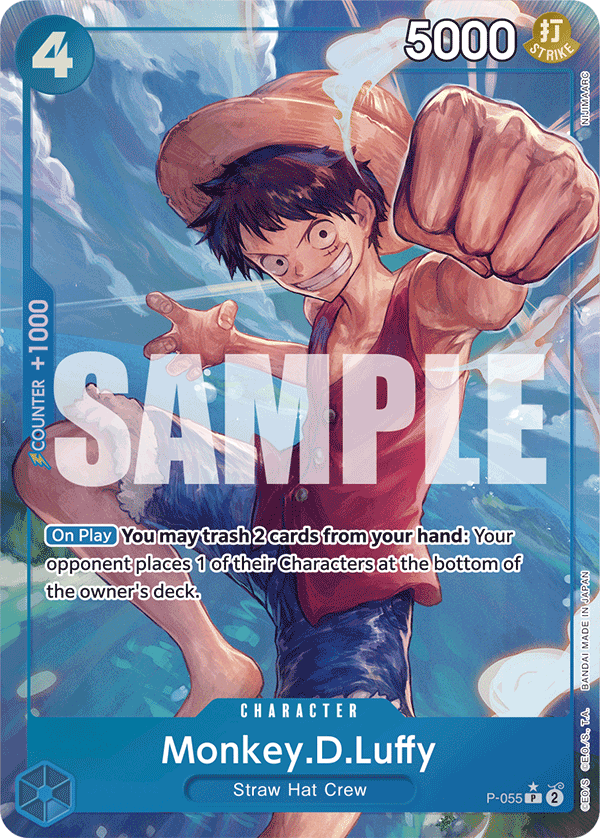 4
5000
打
STRIKE
NIJIMAARC
COUNTER +1000
SAMPLE
On Play You may trash 2 cards from your hand: Your
opponent places 1 of their Characters at the bottom of
the owner's deck.
CHARACTER
Monkey.D.Luffy
Straw Hat Crew
P-055 P 2
©ED/S ©E.O./S., T.A. BANDAI MADE IN JAPAN